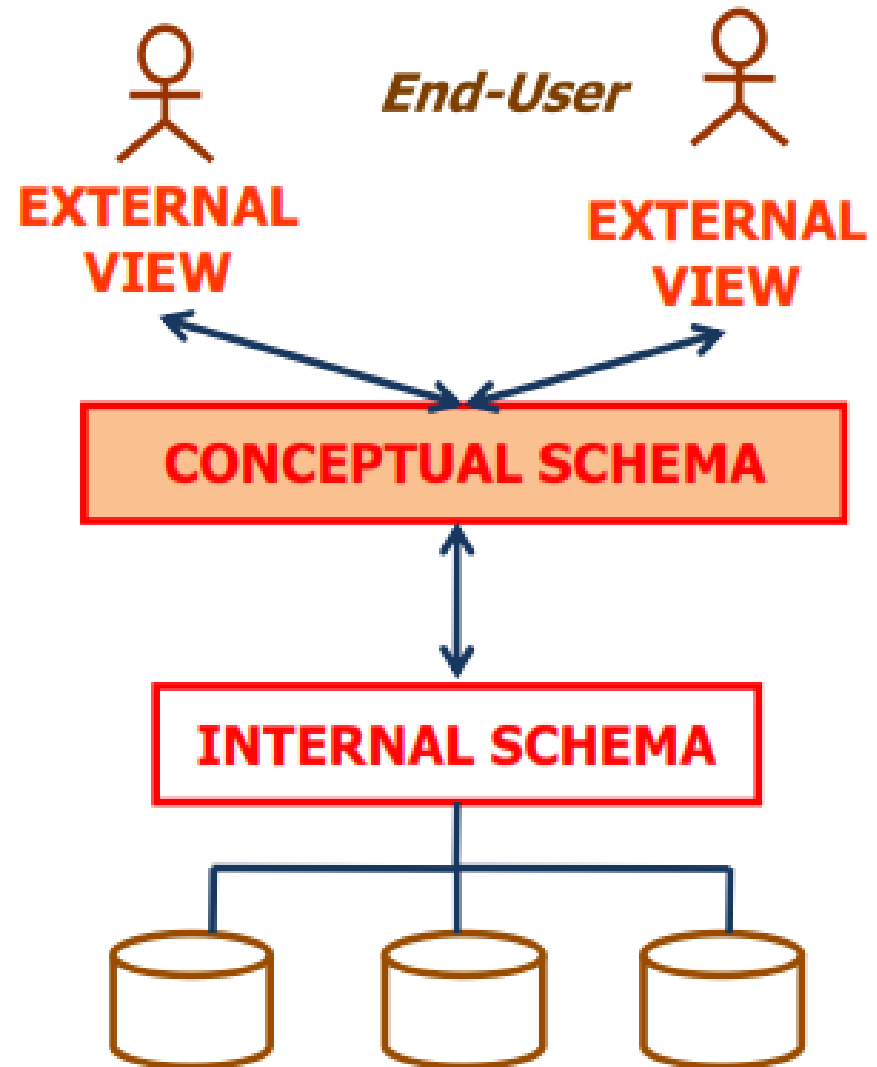 End-User
EXTERNAL
VIEW
EXTERNAL
VIEW
CONCEPTUAL SCHEMA
INTERNAL SCHEMA